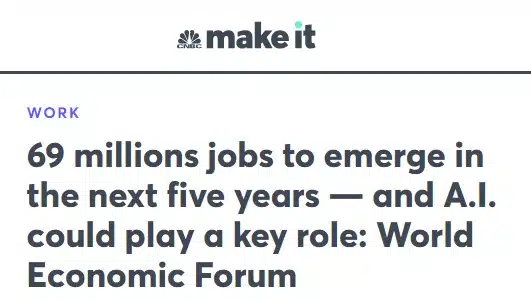 CNBC make it
WORK
69 millions jobs to emerge in
the next five years — and A.I.
could play a key role: World
Economic Forum